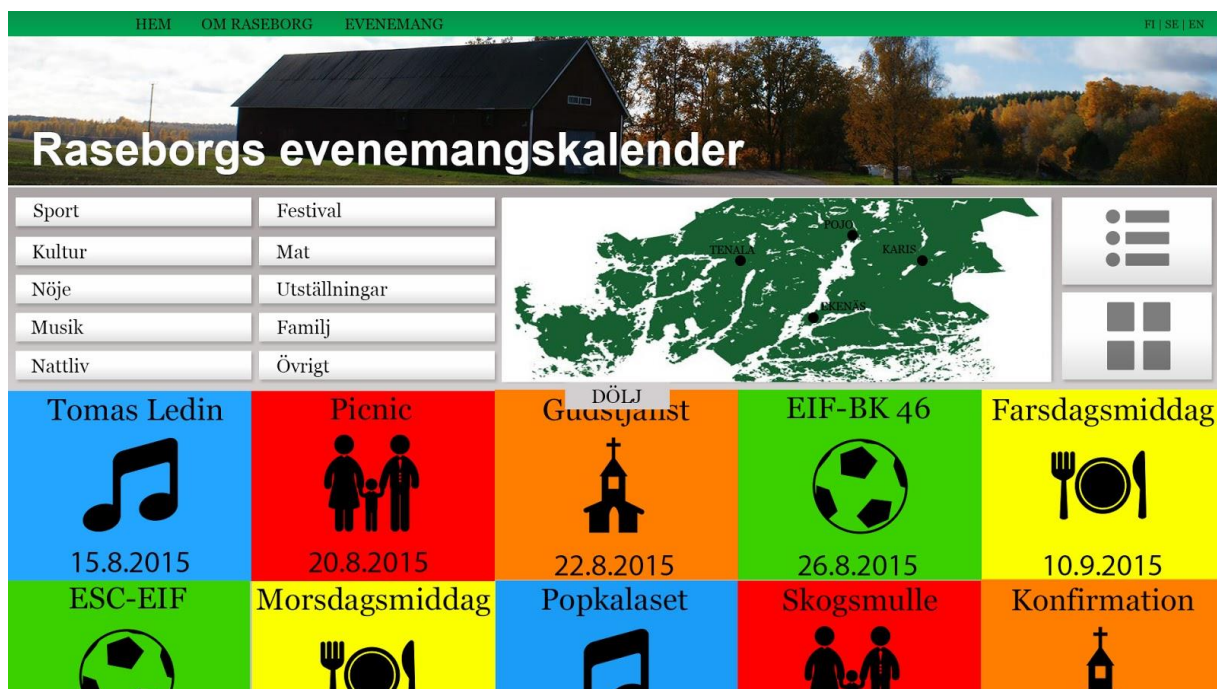 HEM OM RASEBORG EVENEMANG FI | SE | EN
Raseborgs evenemangskalender
Sport Festival
Kultur Mat
Nöje Utställningar
Musik Familj
Nattliv Övrigt
POJO
TENALA KARIS
EKENÄS
DÖLJ
Tomas Ledin Picnic Gudstjänst EIF-BK 46 Farsdagsmiddag
15.8.2015 20.8.2015 22.8.2015 26.8.2015 10.9.2015
ESC-EIF Morsdagsmiddag Popkalaset Skogsmulle Konfirmation